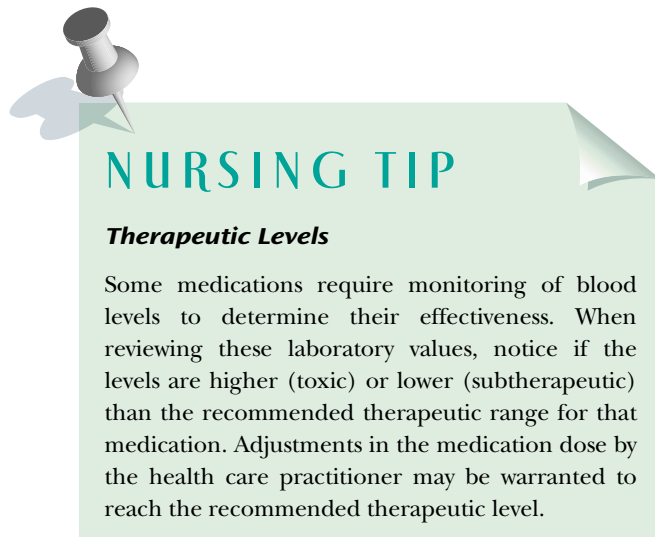 NURSING TIP
Therapeutic Levels
Some medications require monitoring of blood
levels to determine their effectiveness. When
reviewing these laboratory values, notice if the
levels are higher (toxic) or lower (subtherapeutic)
than the recommended therapeutic range for that
medication. Adjustments in the medication dose by
the health care practitioner may be warranted to
reach the recommended therapeutic level.